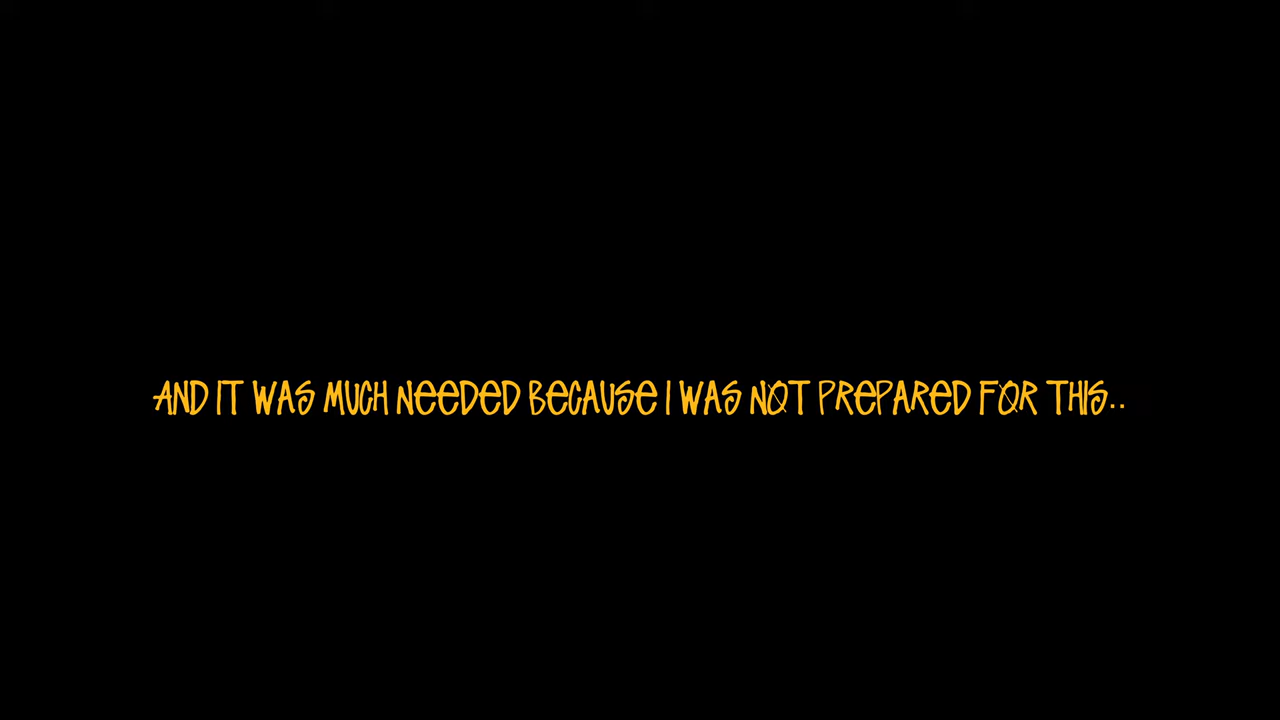 AND IT WAS MUCH NEEDED BECAUSE I WAS NOT PREPARED FOR THIS..